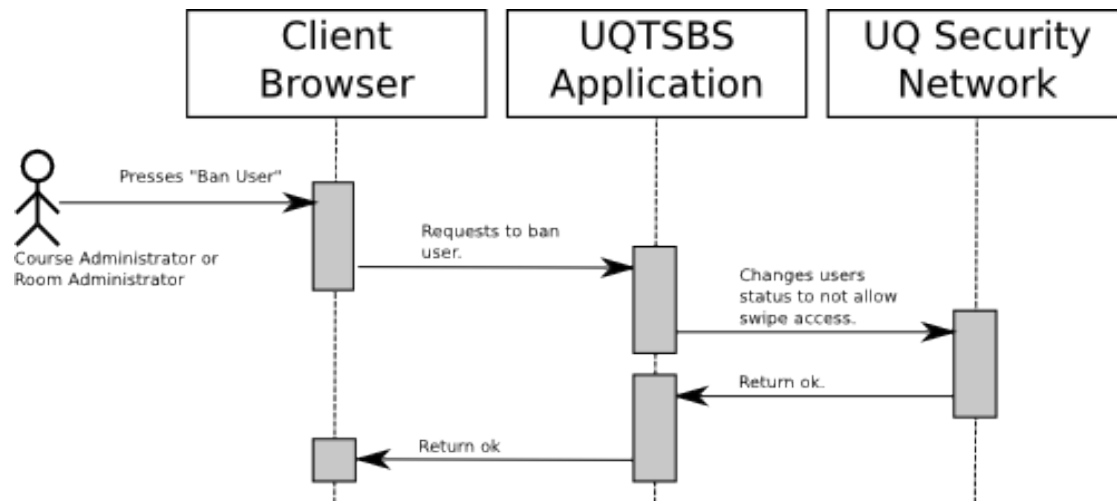 Client
Browser
UQTSBS
Application
UQ Security
Network
Presses "Ban User"
Course Administrator or
Room Administrator
Requests to ban
user.
Changes users
status to not allow
swipe access.
Return ok.
Return ok